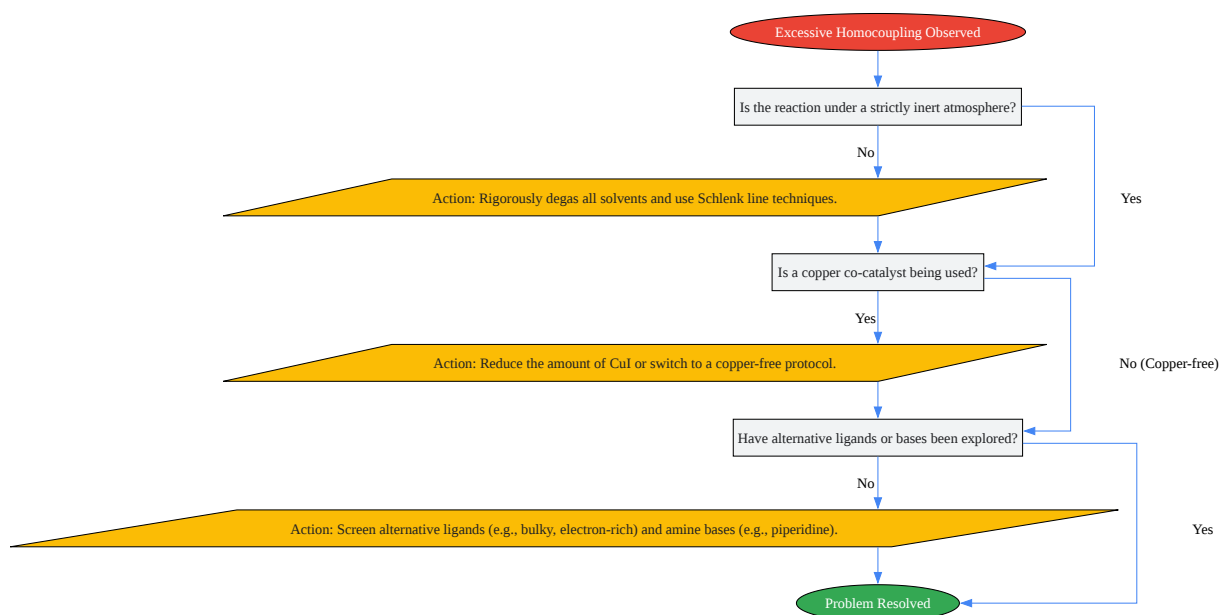 Excessive Homocoupling Observed
Is the reaction under a strictly inert atmosphere?
No
Action: Rigorously degas all solvents and use Schlenk line techniques.
Yes
Is a copper co-catalyst being used?
Yes
Action: Reduce the amount of CuI or switch to a copper-free protocol.
No (Copper-free)
Have alternative ligands or bases been explored?
No
Action: Screen alternative ligands (e.g., bulky, electron-rich) and amine bases (e.g., piperidine).
Yes
Problem Resolved